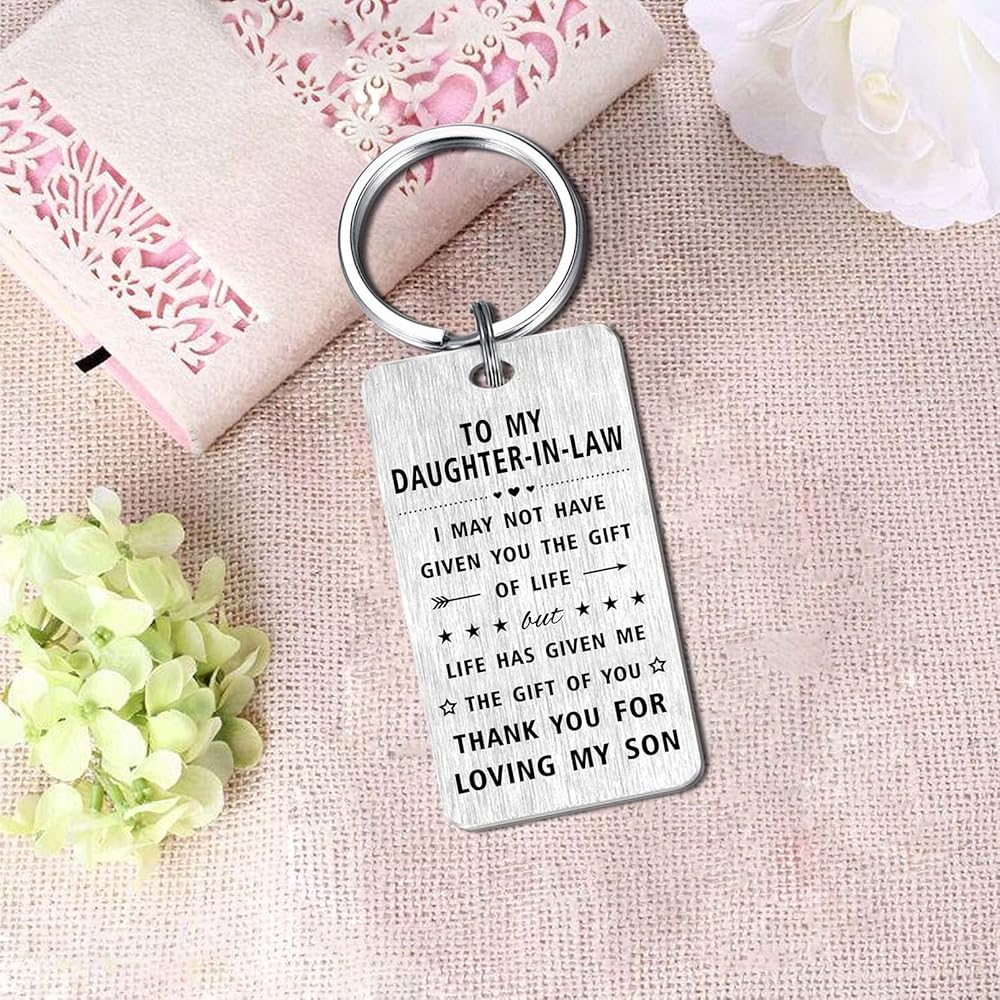 TO MY
DAUGHTER-IN-LAW
I MAY NOT HAVE
GIVEN YOU THE GIFT
OF LIFE
but
LIFE HAS GIVEN ME
THE GIFT OF YOU
THANK YOU FOR
LOVING MY SON